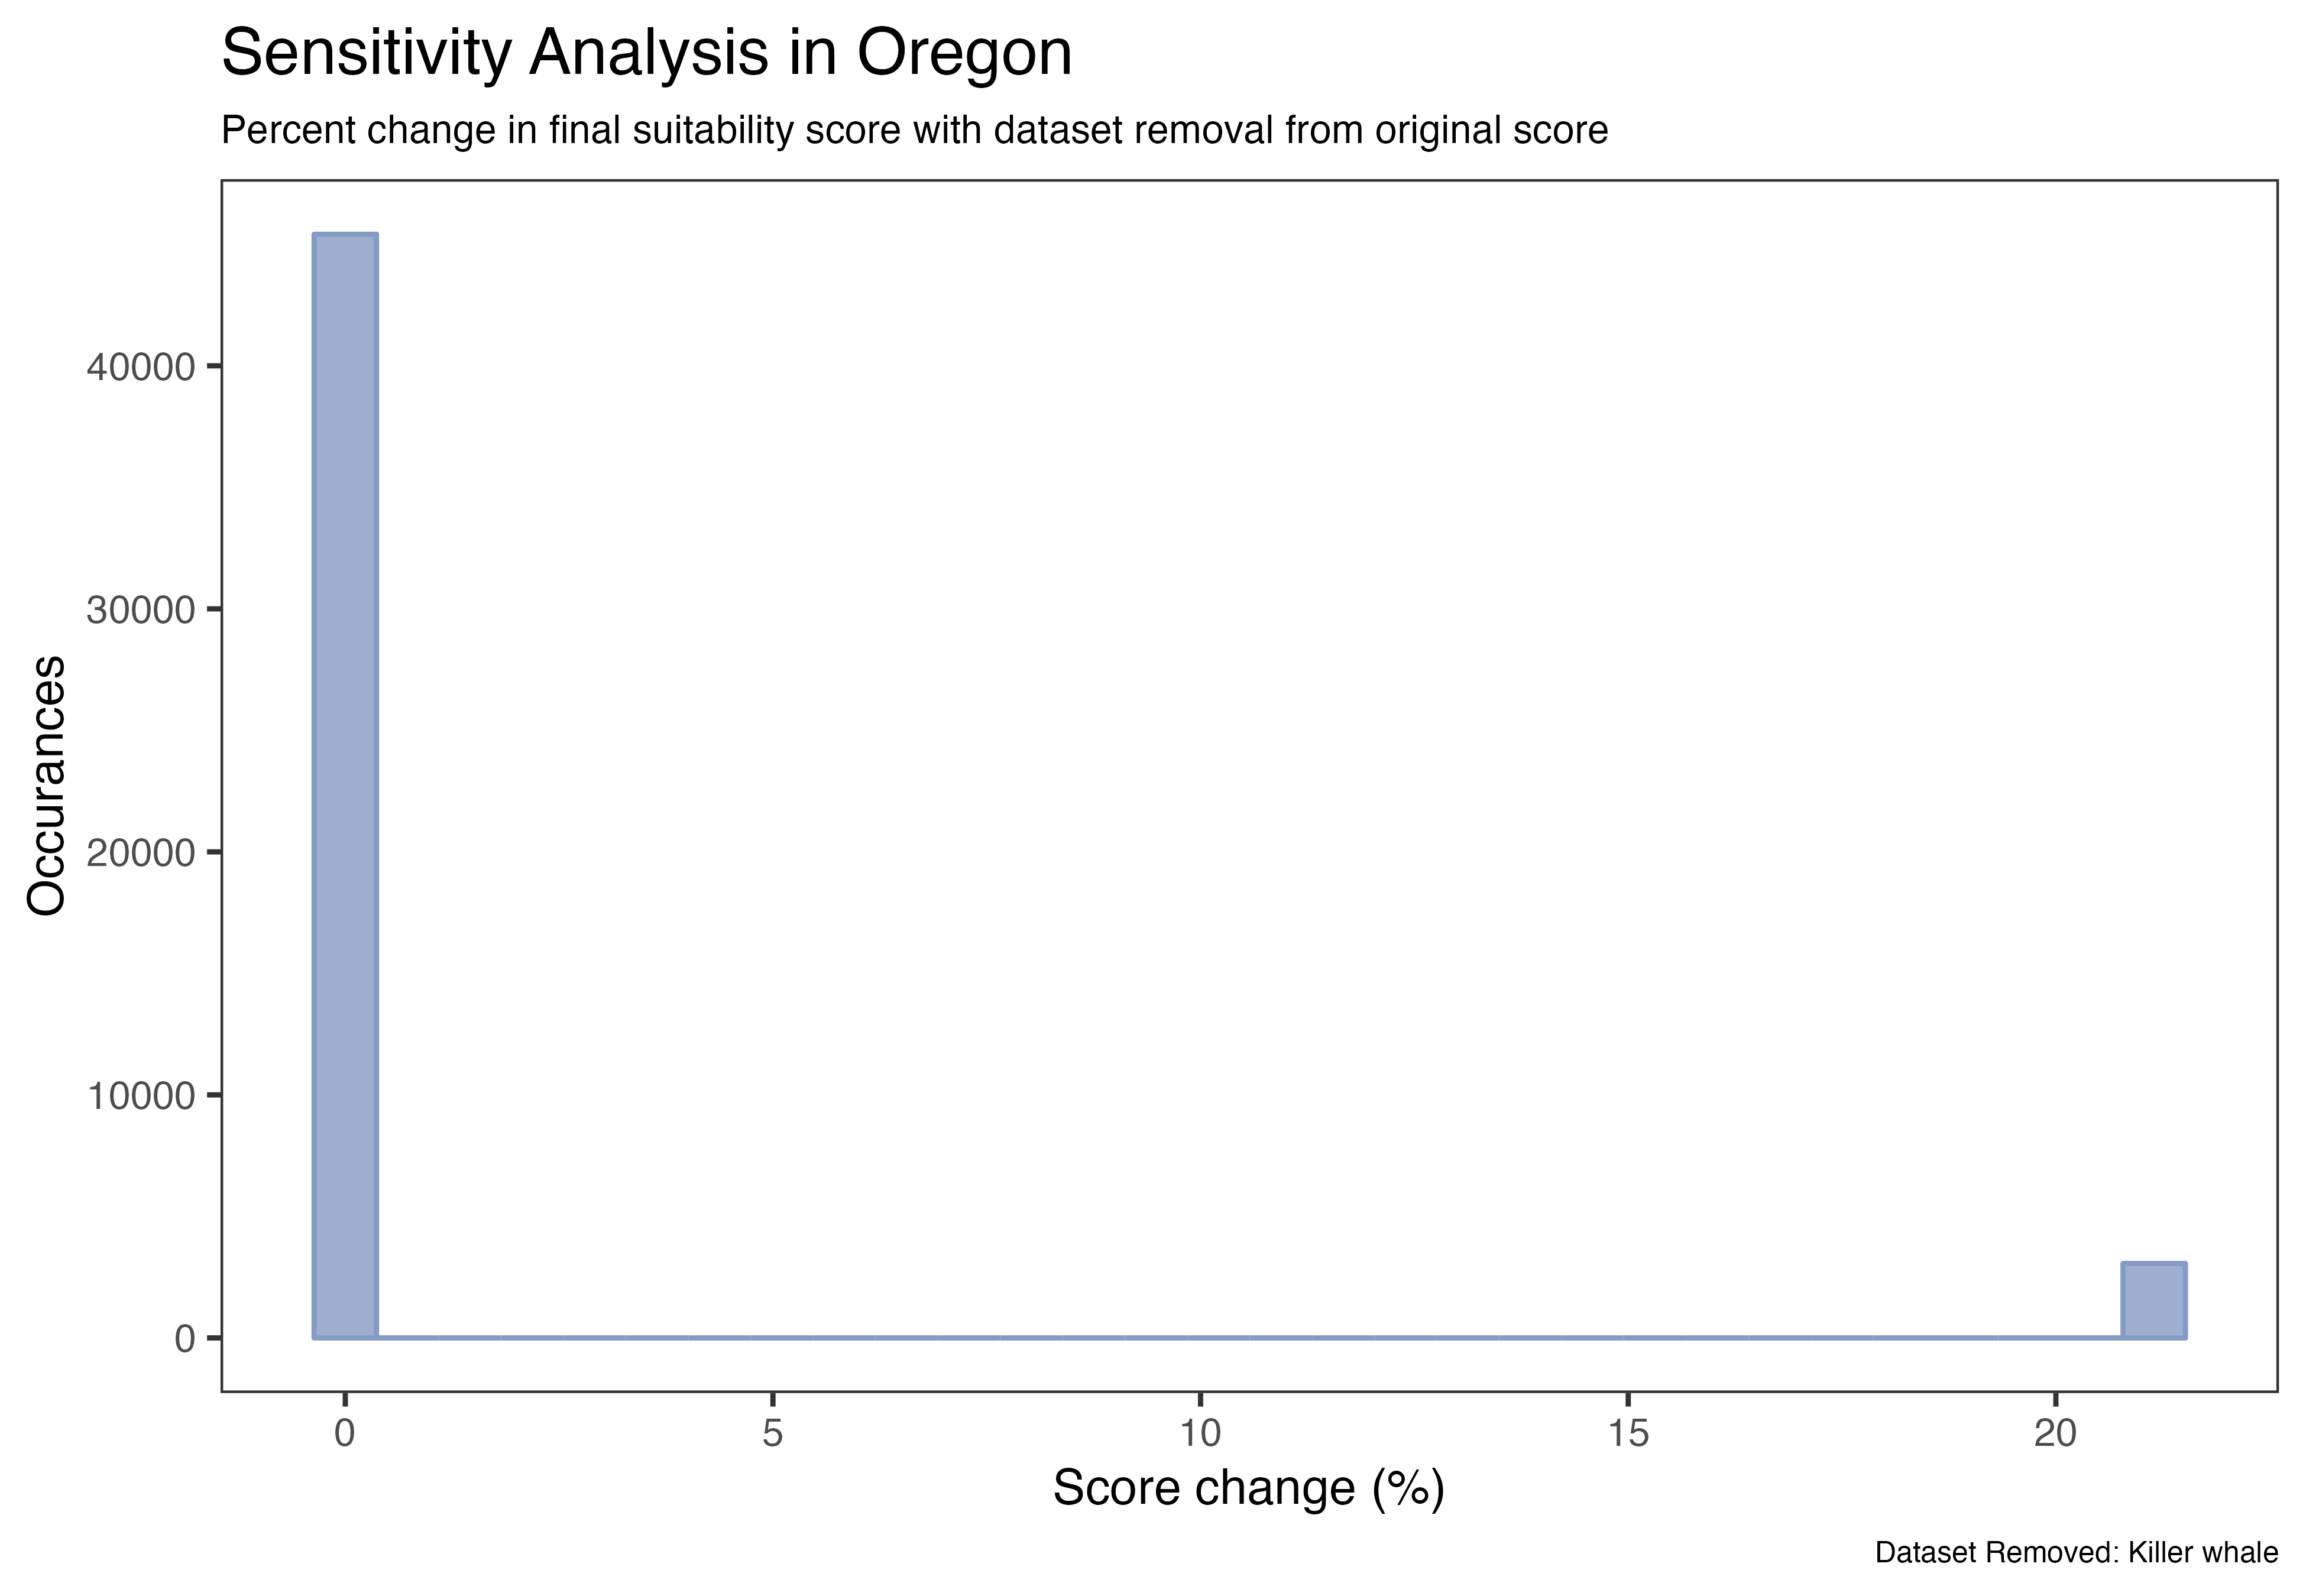 Sensitivity Analysis in Oregon
Percent change in final suitability score with dataset removal from original score
Occurances
40000
30000
20000
10000
0
0 5 10 15 20
Score change (%)
Dataset Removed: Killer whale